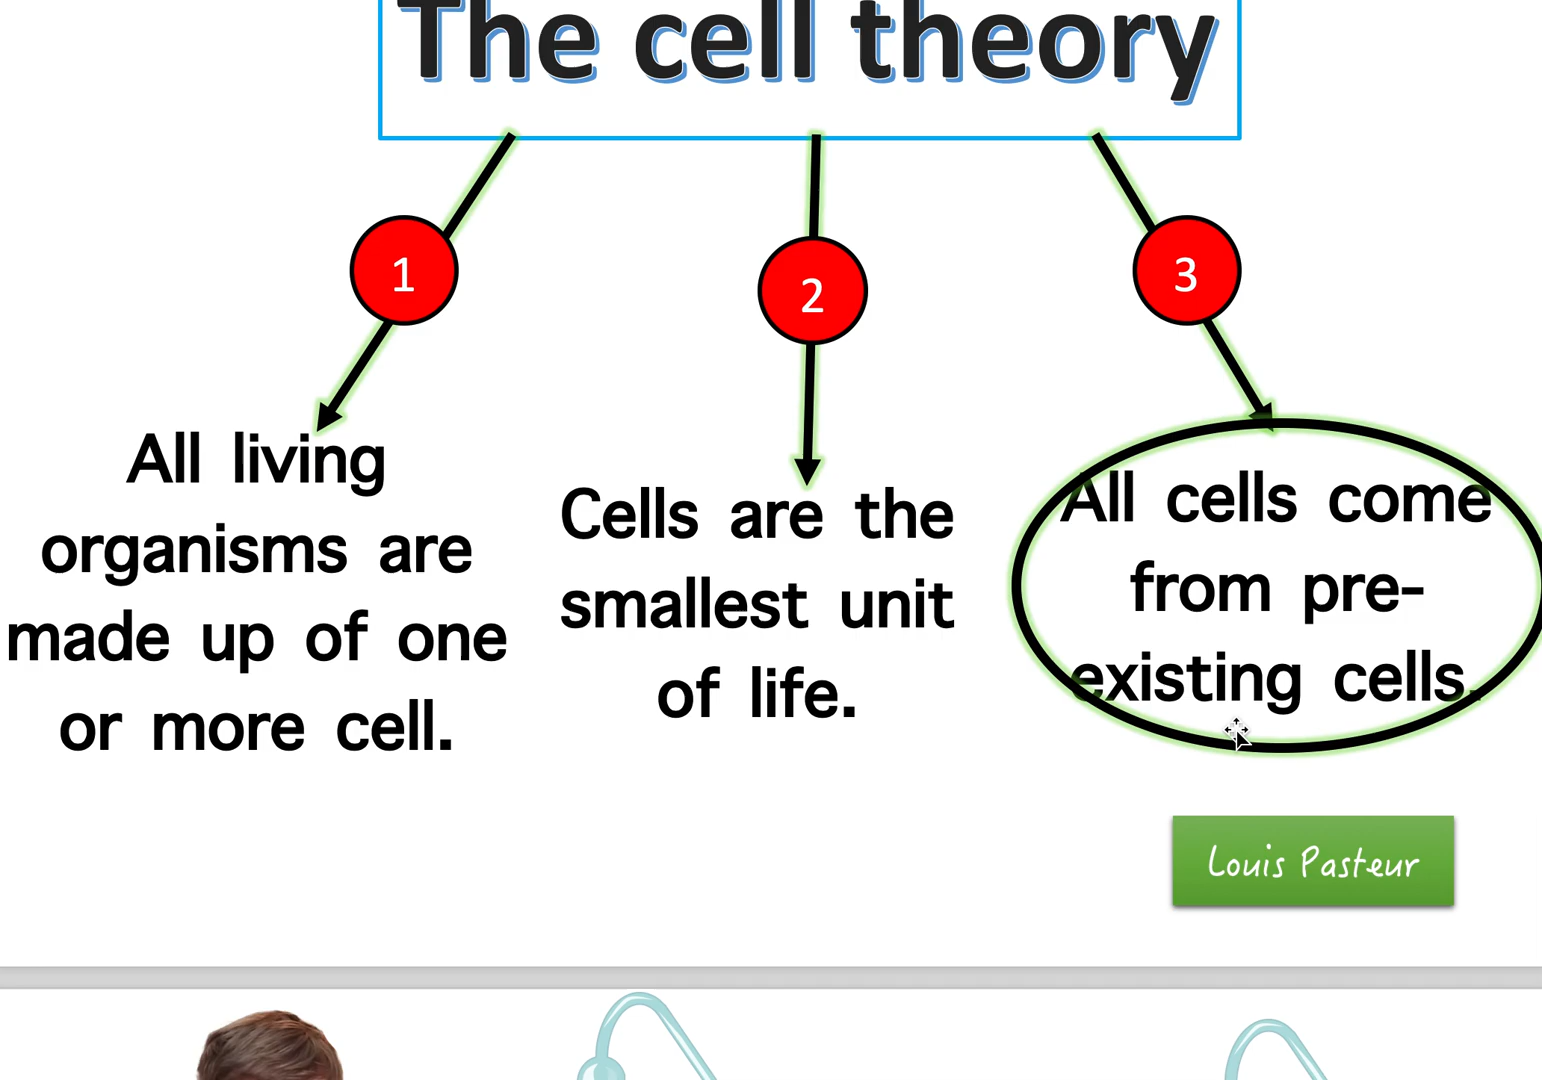 The cell theory
1
2
3
All living
organisms are
made up of one
or more cell.
Cells are the
smallest unit
of life.
All cells come
from pre-
existing cells.
Louis Pasteur